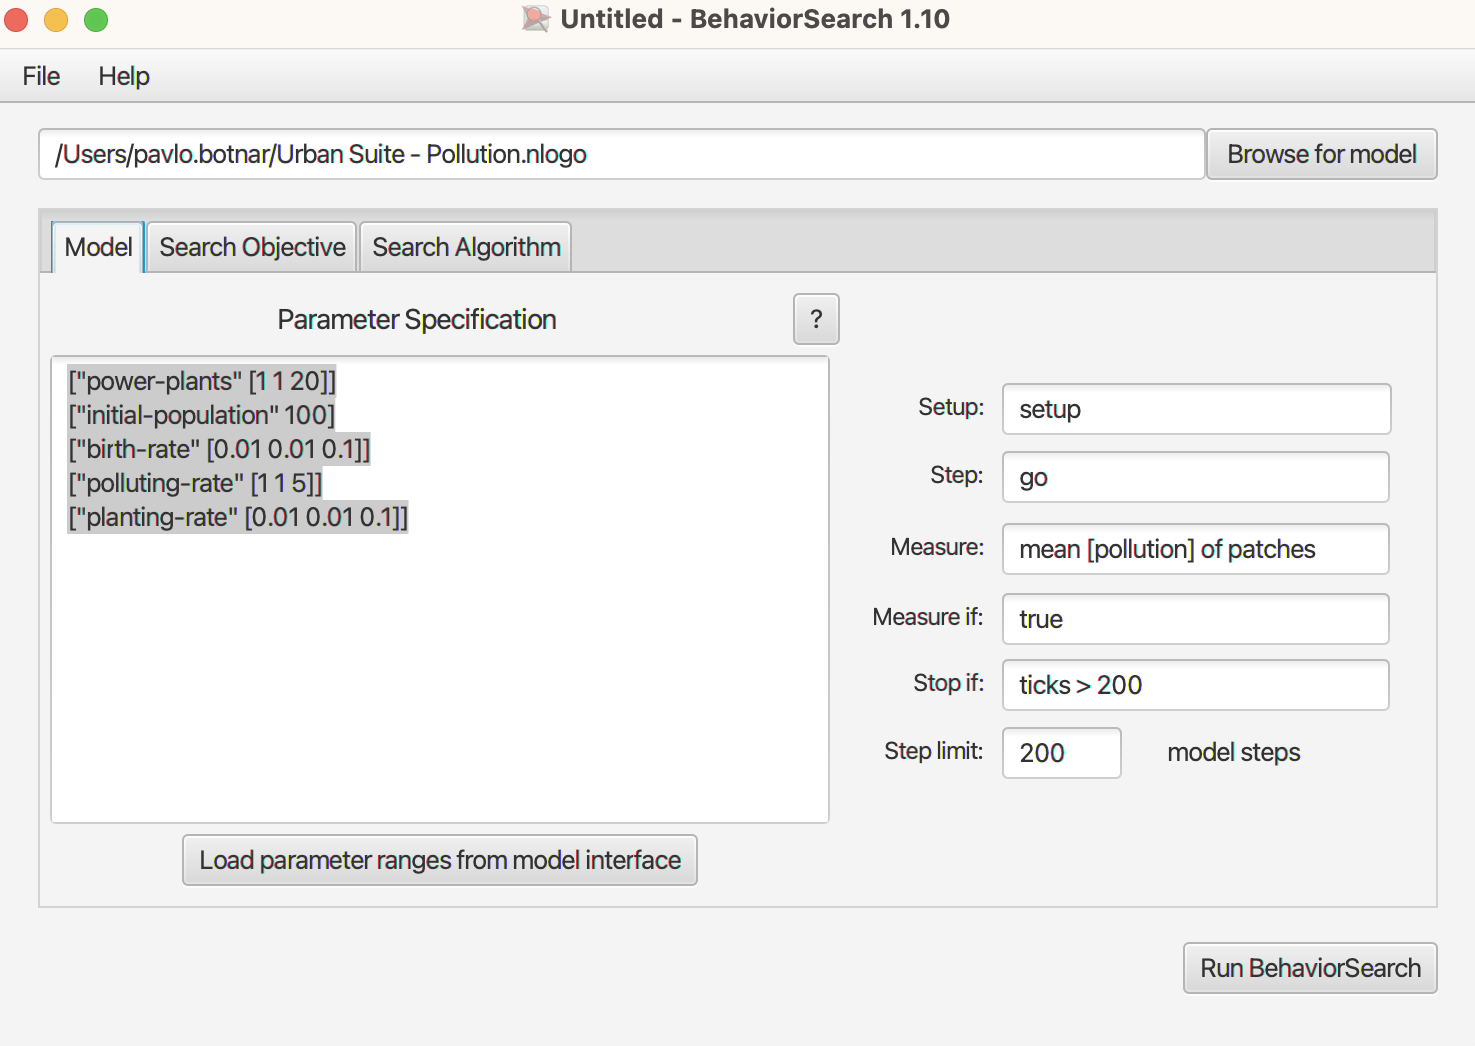 Untitled - BehaviorSearch 1.10
File Help
/Users/pavlo.botnar/Urban Suite - Pollution.nlogo
Browse for model
Model
Search Objective
Search Algorithm
Parameter Specification
?
["power-plants" [1 1 20]]
["initial-population" 100]
["birth-rate" [0.01 0.01 0.1]]
["polluting-rate" [1 1 5]]
["planting-rate" [0.01 0.01 0.1]]
Load parameter ranges from model interface
Setup: setup
Step: go
Measure: mean [pollution] of patches
Measure if: true
Stop if: ticks > 200
Step limit: 200 model steps
Run BehaviorSearch